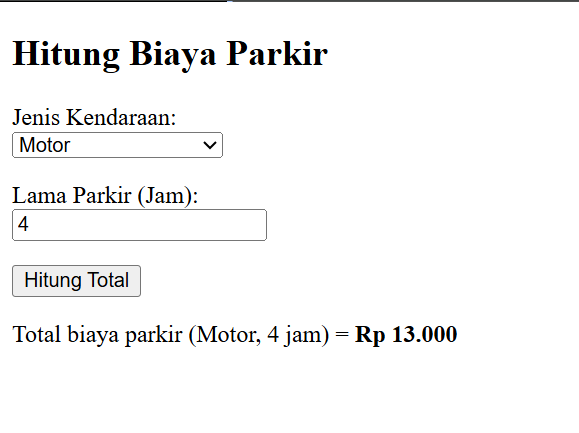 Hitung Biaya Parkir
Jenis Kendaraan:
Motor
Lama Parkir (Jam):
4
Hitung Total
Total biaya parkir (Motor, 4 jam) = Rp 13.000